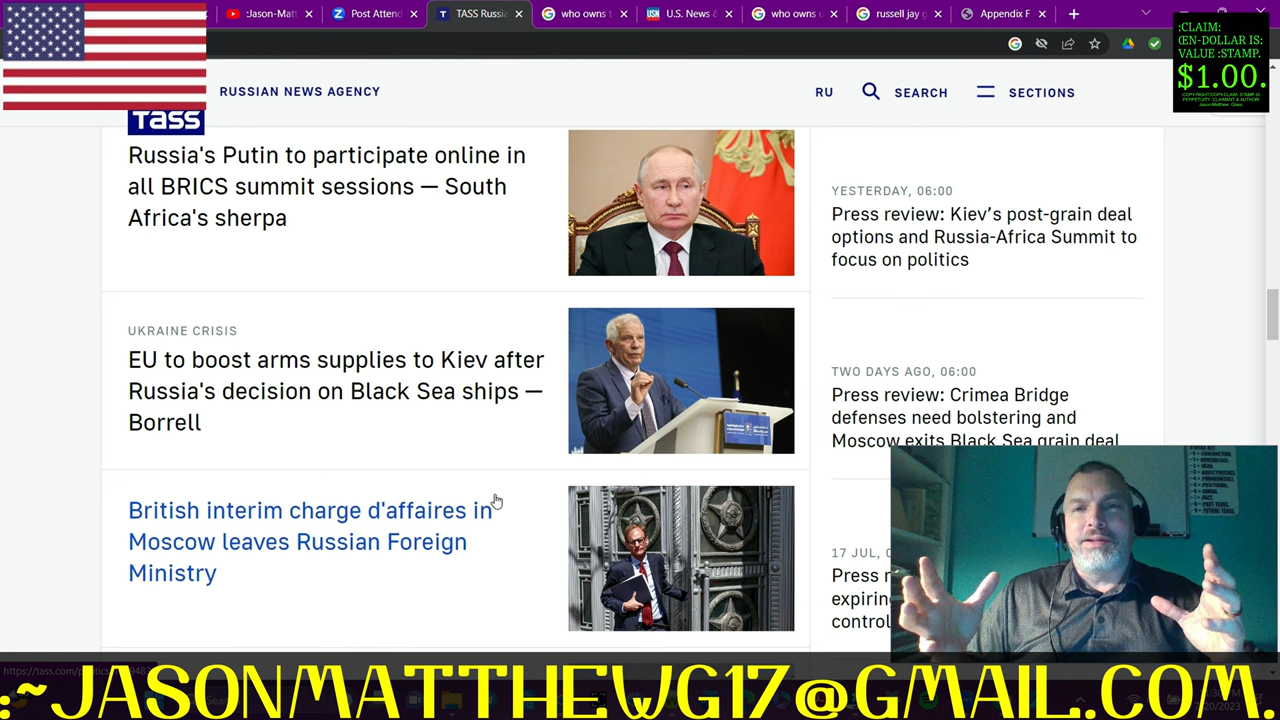 :Jason-Matt
Post Attend
TASS Russi
who owns t
U.S. News &
who owns u
russell jay g
Appendix F
:CLAIM:
ŒN-DOLLAR IS:
VALUE :STAMP.
$1.00.
RUSSIAN NEWS AGENCY
RU
SEARCH
SECTIONS
TASS
Russia's Putin to participate online in
all BRICS summit sessions — South
Africa's sherpa
YESTERDAY, 06:00
Press review: Kiev’s post-grain deal
options and Russia-Africa Summit to
focus on politics
UKRAINE CRISIS
EU to boost arms supplies to Kiev after
Russia's decision on Black Sea ships —
Borrell
TWO DAYS AGO, 06:00
Press review: Crimea Bridge
defenses need bolstering and
Moscow exits Black Sea grain deal
British interim charge d'affaires in
Moscow leaves Russian Foreign
Ministry
17 JUL, 0
Press r
expirin
control
:~JASONMATTHEWG17@GMAIL.COM.